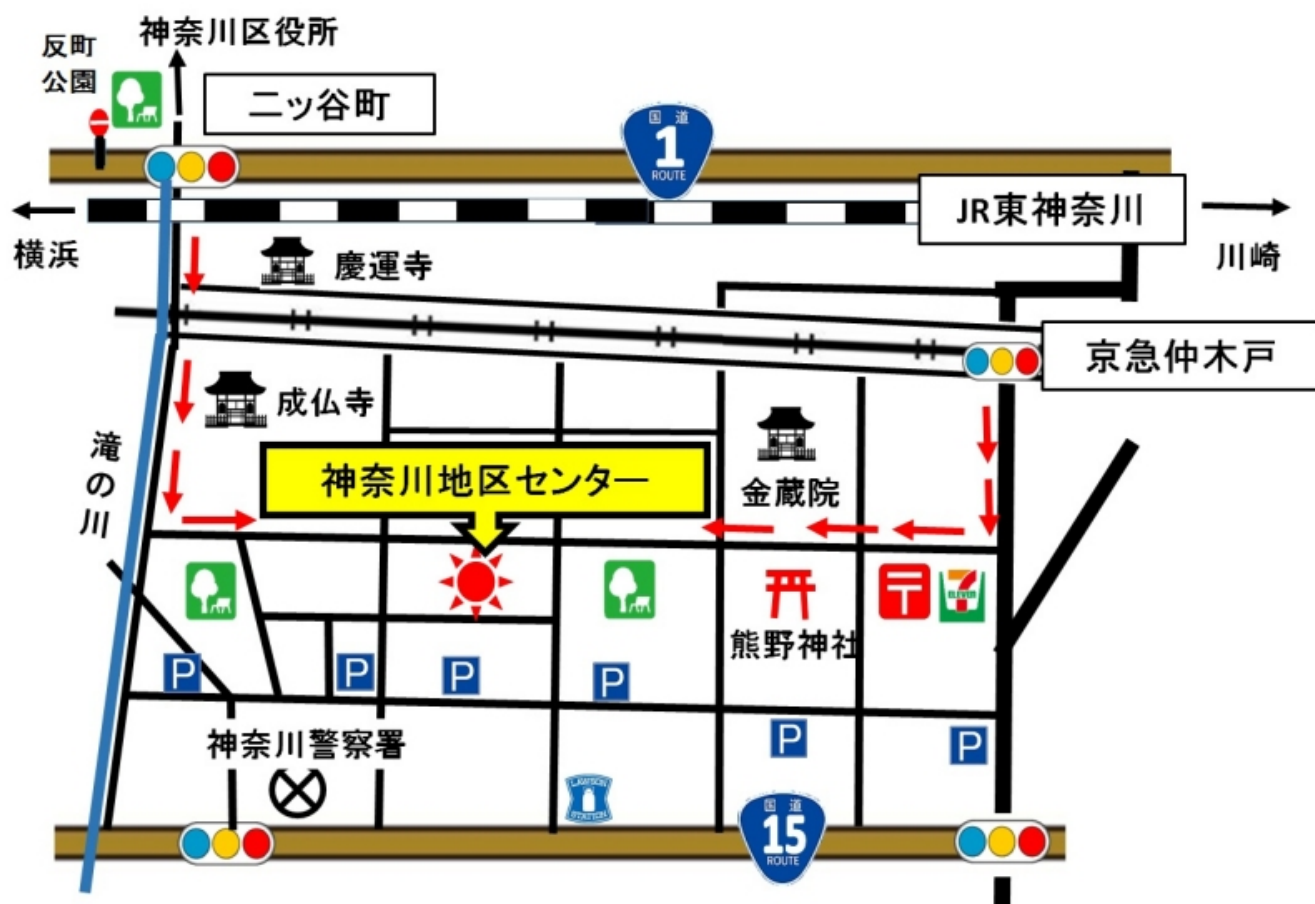 神奈川区役所
反町
公園
二ッ谷町
国道
1
ROUTE
JR東神奈川
横浜
川崎
慶運寺
京急仲木戸
成仏寺
滝の川
神奈川地区センター
金蔵院
7
ELEVEN
熊野神社
P
P
P
P
神奈川警察署
P
P
LAWSON
STATION
国道
15
ROUTE